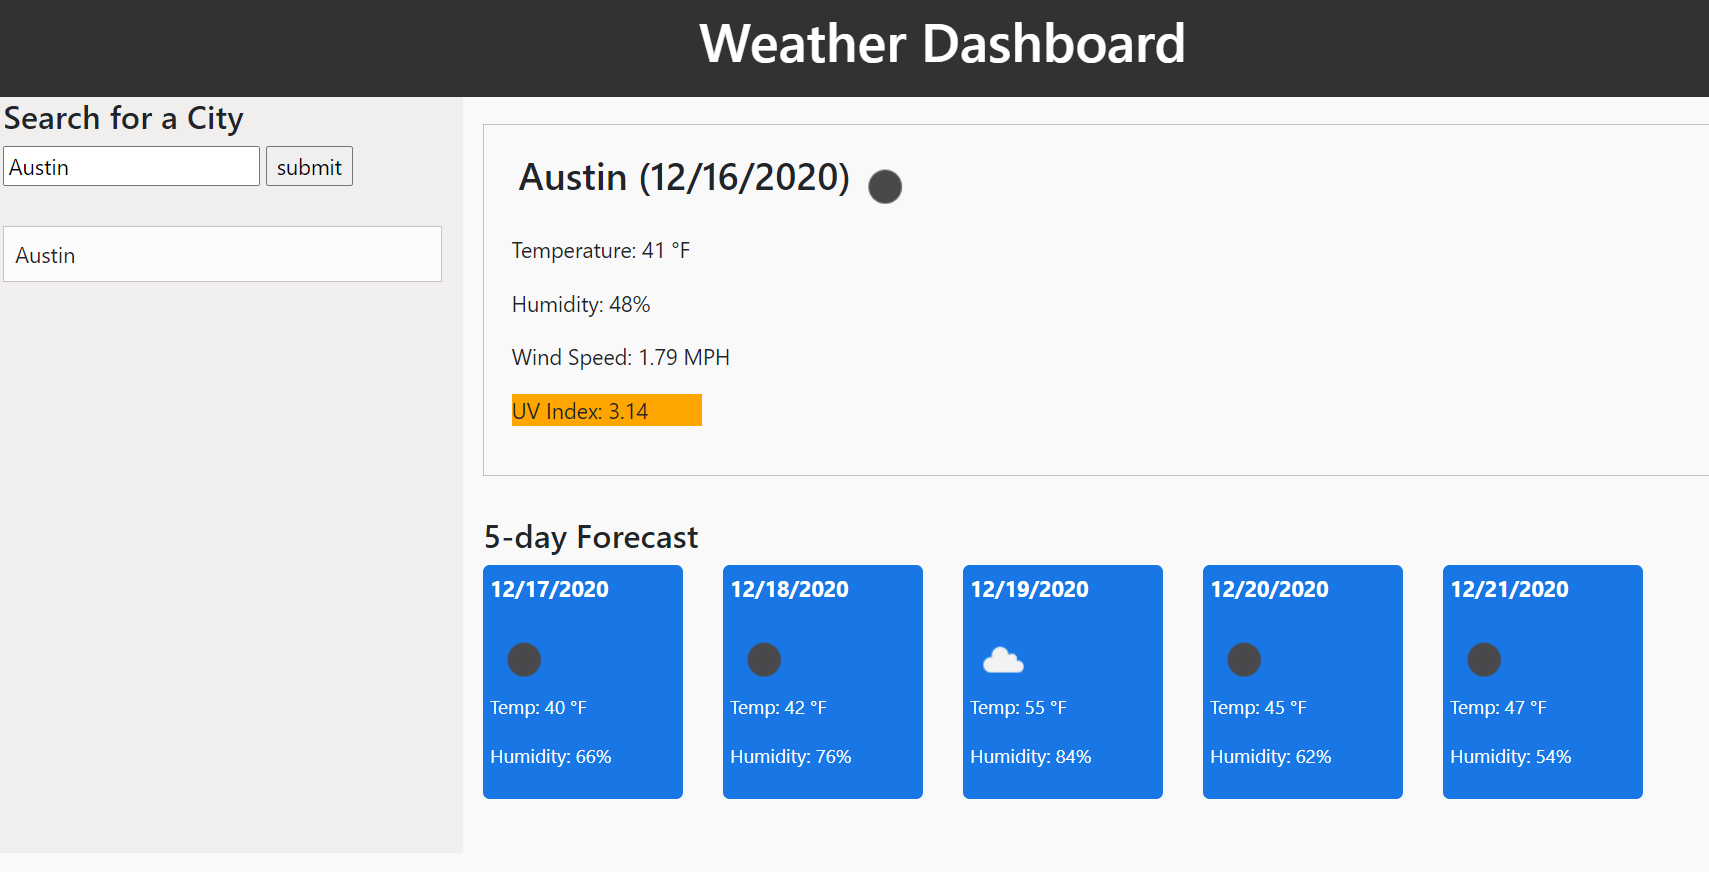 Weather Dashboard
Search for a City
Austin
submit
Austin
Austin (12/16/2020)
Temperature: 41 °F
Humidity: 48%
Wind Speed: 1.79 MPH
UV Index: 3.14
5-day Forecast
12/17/2020
Temp: 40 °F
Humidity: 66%
12/18/2020
Temp: 42 °F
Humidity: 76%
12/19/2020
Temp: 55 °F
Humidity: 84%
12/20/2020
Temp: 45 °F
Humidity: 62%
12/21/2020
Temp: 47 °F
Humidity: 54%